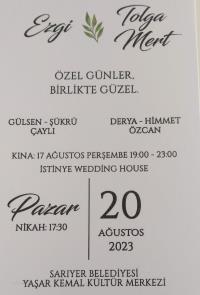 Ezgi Tolga
Mert
ÖZEL GÜNLER,
BİRLİKTE GÜZEL.
GÜLSEN - ŞÜKRÜ
ÇAYLI
DERYA - HİMMET
ÖZCAN
KINA: 17 AĞUSTOS PERŞEMBE 19:00 - 23:00
İSTİNYE WEDDING HOUSE
Pazar
NİKAH: 17:30
20
AĞUSTOS
2023
SARIYER BELEDİYESİ
YAŞAR KEMAL KÜLTÜR MERKEZİ